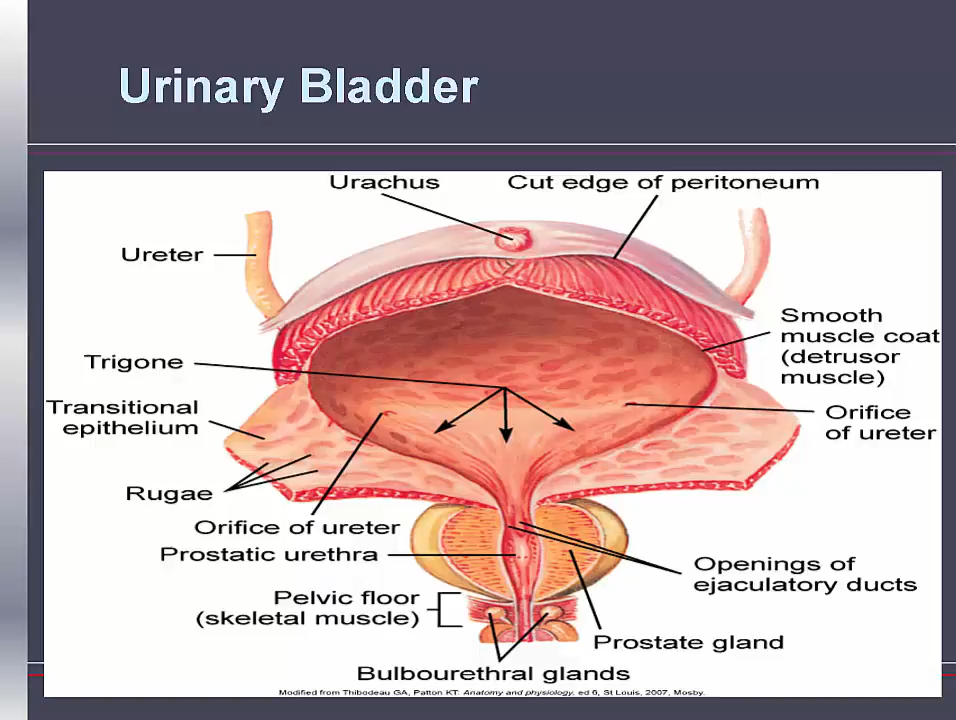 Urinary Bladder
Urachus
Cut edge of peritoneum
Ureter
Smooth
muscle coat
(detrusor
muscle)
Trigone
Transitional
epithelium
Orifice
of ureter
Rugae
Orifice of ureter
Prostatic urethra
Openings of
ejaculatory ducts
Pelvic floor
(skeletal muscle)
Prostate gland
Bulbourethral glands
Modified from Thibodeau GA, Patton KT: Anatomy and physiology, ed 6, St Louis, 2007, Mosby.